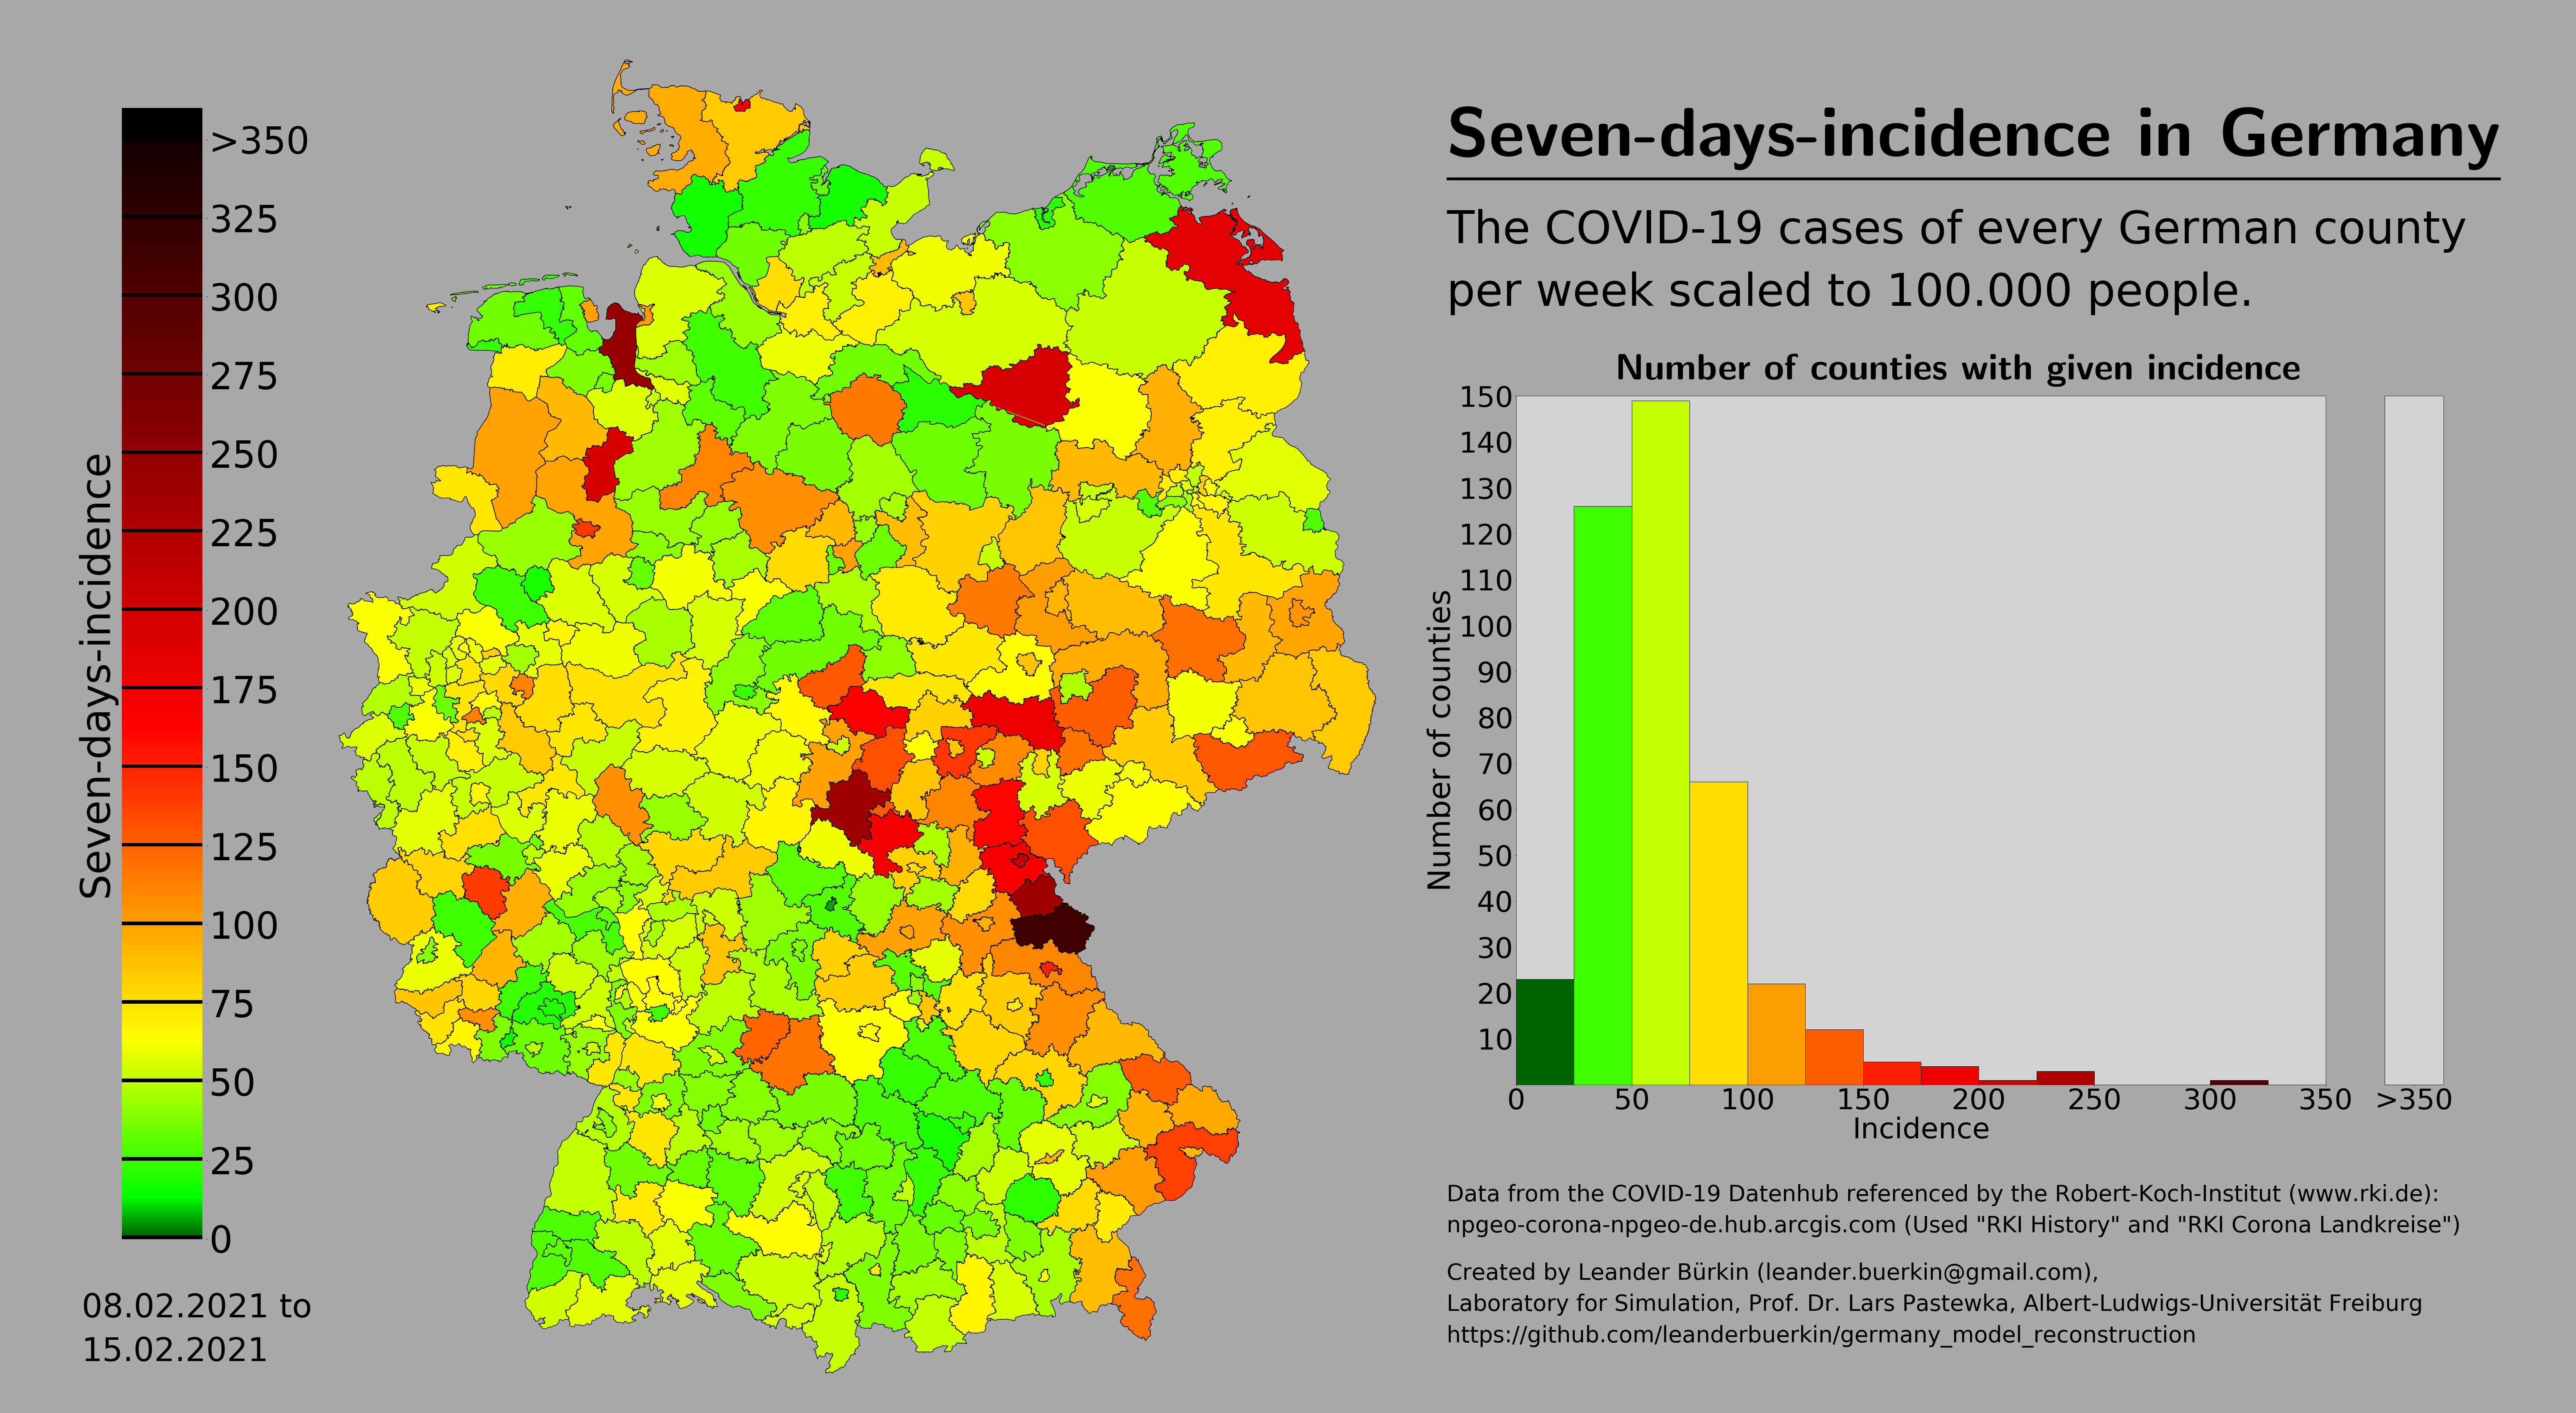 Seven-days-incidence in Germany
The COVID-19 cases of every German county
per week scaled to 100.000 people.
>350
325
300
275
250
225
200
175
150
125
100
75
50
25
0
Seven-days-incidence
08.02.2021 to
15.02.2021
Number of counties with given incidence
150
140
130
120
110
100
90
80
70
60
50
40
30
20
10
Number of counties
0 50 100 150 200 250 300 350 >350
Incidence
Data from the COVID-19 Datenhub referenced by the Robert-Koch-Institut (www.rki.de):
npgeo-corona-npgeo-de.hub.arcgis.com (Used "RKI History" and "RKI Corona Landkreise")
Created by Leander Bürkin (leander.buerkin@gmail.com),
Laboratory for Simulation, Prof. Dr. Lars Pastewka, Albert-Ludwigs-Universität Freiburg
https://github.com/leanderbuerkin/germany_model_reconstruction